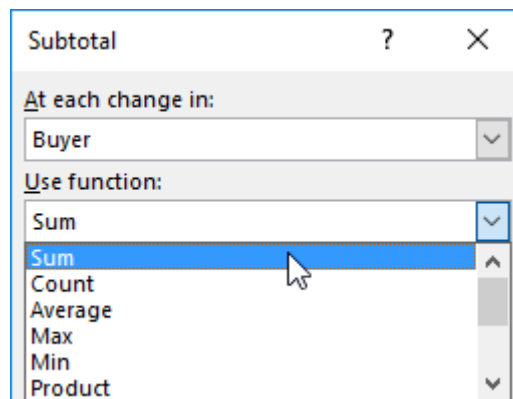 Subtotal ?
At each change in:
Buyer
Use function:
Sum
Sum
Count
Average
Max
Min
Product